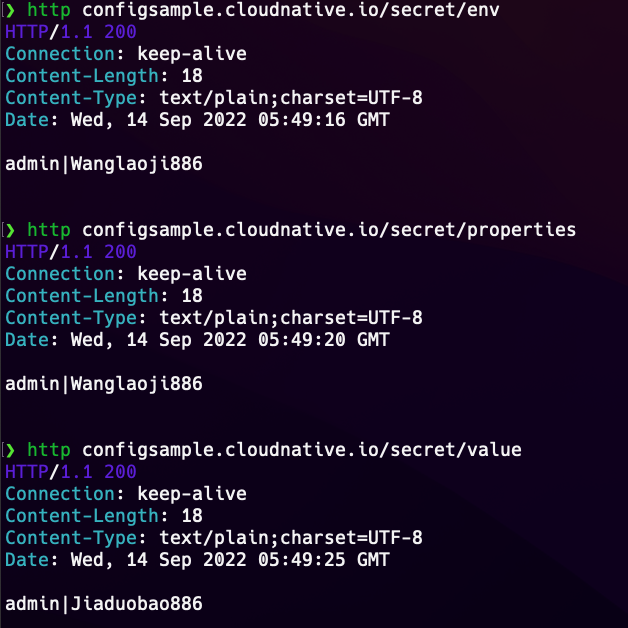 ❯ http configsample.cloudnative.io/secret/env
HTTP/1.1 200
Connection: keep-alive
Content-Length: 18
Content-Type: text/plain;charset=UTF-8
Date: Wed, 14 Sep 2022 05:49:16 GMT
admin|Wanglaoji886
❯ http configsample.cloudnative.io/secret/properties
HTTP/1.1 200
Connection: keep-alive
Content-Length: 18
Content-Type: text/plain;charset=UTF-8
Date: Wed, 14 Sep 2022 05:49:20 GMT
admin|Wanglaoji886
❯ http configsample.cloudnative.io/secret/value
HTTP/1.1 200
Connection: keep-alive
Content-Length: 18
Content-Type: text/plain;charset=UTF-8
Date: Wed, 14 Sep 2022 05:49:25 GMT
admin|Jiaduobao886